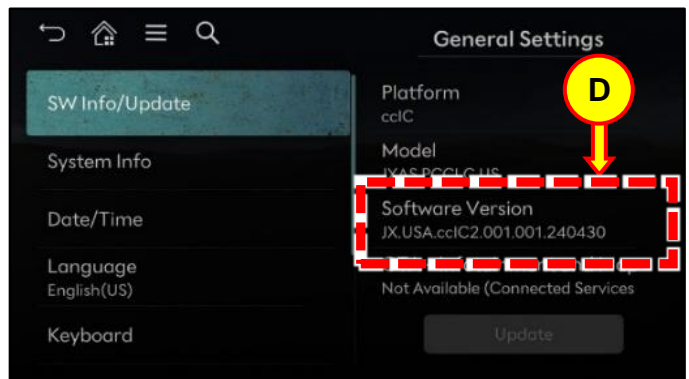 General Settings
SW Info/Update
System Info
Date/Time
Language
English(US)
Keyboard
Platform
ccIC
D
Model
Software Version
JX.USA.ccIC2.001.001.240430
Not Available (Connected Services
Update